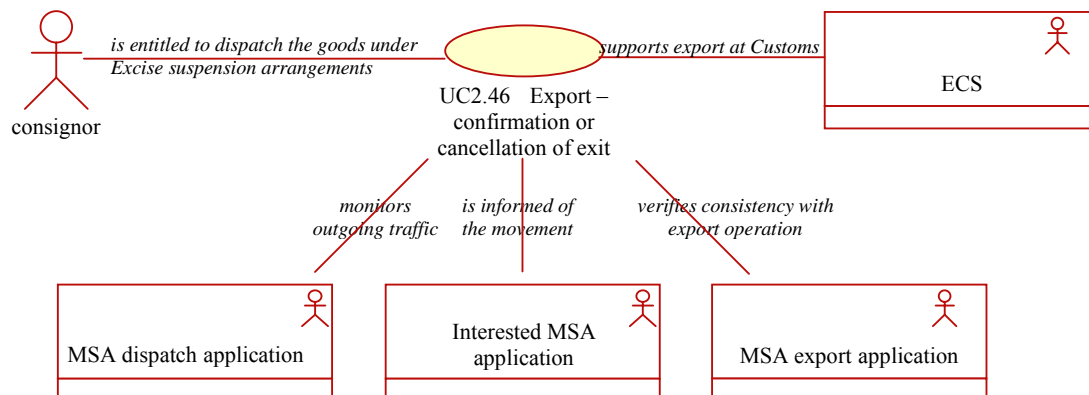 is entitled to dispatch the goods under
Excise suspension arrangements
consignor
supports export at Customs
ECS
UC2.46 Export –
confirmation or
cancellation of exit
monitors
outgoing traffic
is informed of
the movement
verifies consistency with
export operation
MSA dispatch application
Interested MSA
application
MSA export application